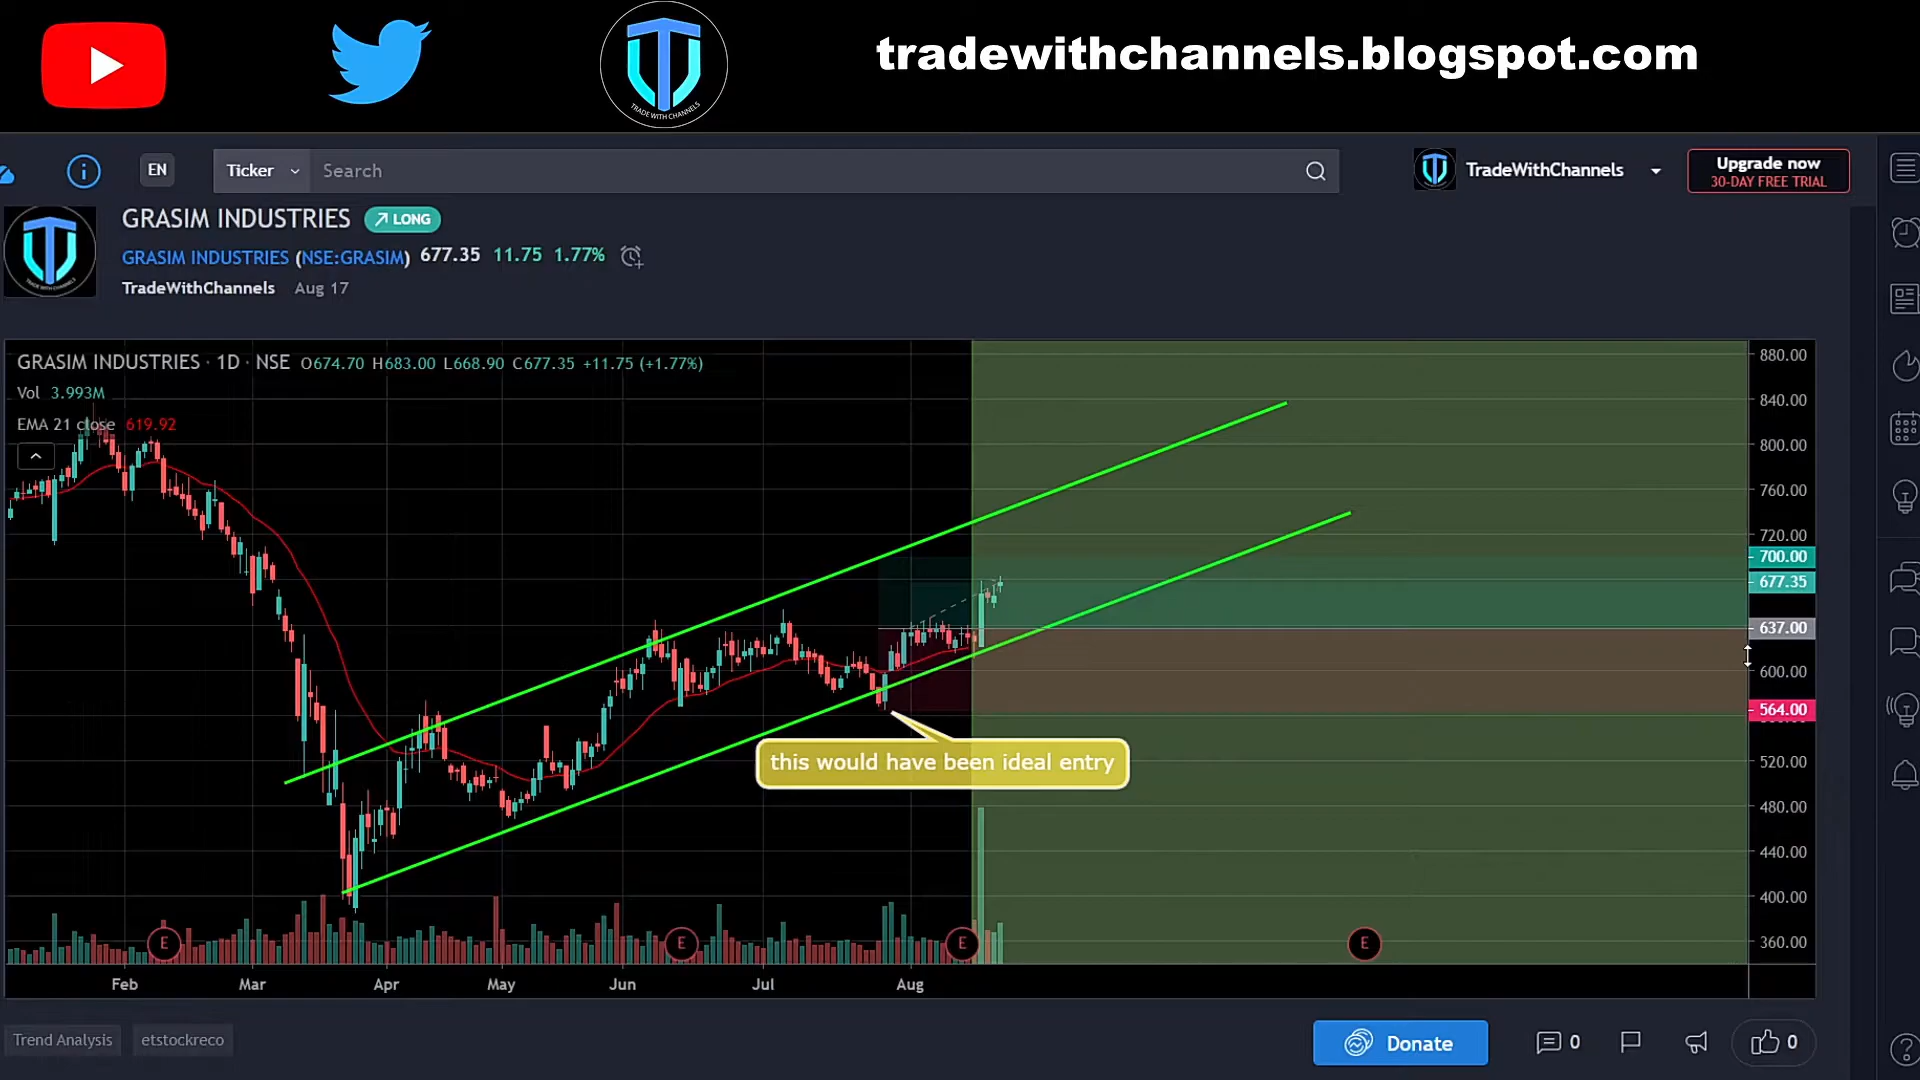 tradewithchannels.blogspot.com
TRADE WITH CHANNELS
EN
Ticker
Search
TradeWithChannels
Upgrade now
30-DAY FREE TRIAL
GRASIM INDUSTRIES
LONG
GRASIM INDUSTRIES (NSE:GRASIM) 677.35 11.75 1.77%
TradeWithChannels Aug 17
GRASIM INDUSTRIES · 1D · NSE O674.70 H683.00 L668.90 C677.35 +11.75 (+1.77%)
Vol 3.993M
EMA 21 close 619.92
880.00
840.00
800.00
760.00
720.00
700.00
677.35
637.00
600.00
564.00
520.00
480.00
440.00
400.00
360.00
this would have been ideal entry
E E E E
Feb Mar Apr May Jun Jul Aug
Trend Analysis etstockreco
Donate
0
0